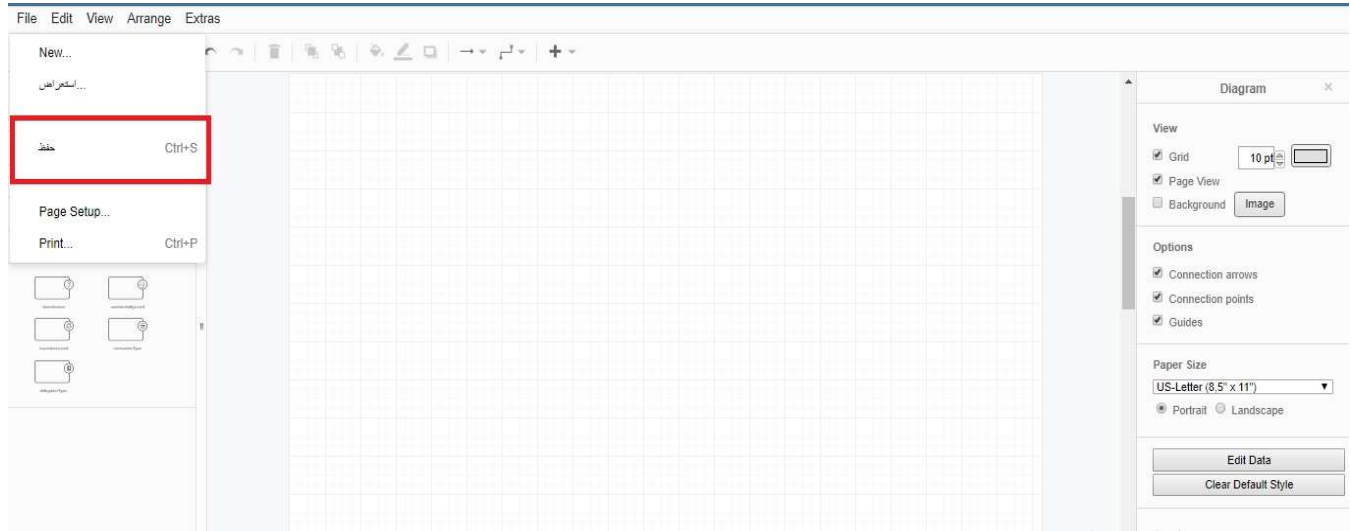 File Edit View Arrange Extras
New...
استعراض...
حفظ Ctrl+S
Page Setup...
Print... Ctrl+P
Diagram
View
Grid 10 pt
Page View
Background Image
Options
Connection arrows
Connection points
Guides
Paper Size
US-Letter (8,5" x 11")
Portrait Landscape
Edit Data
Clear Default Style